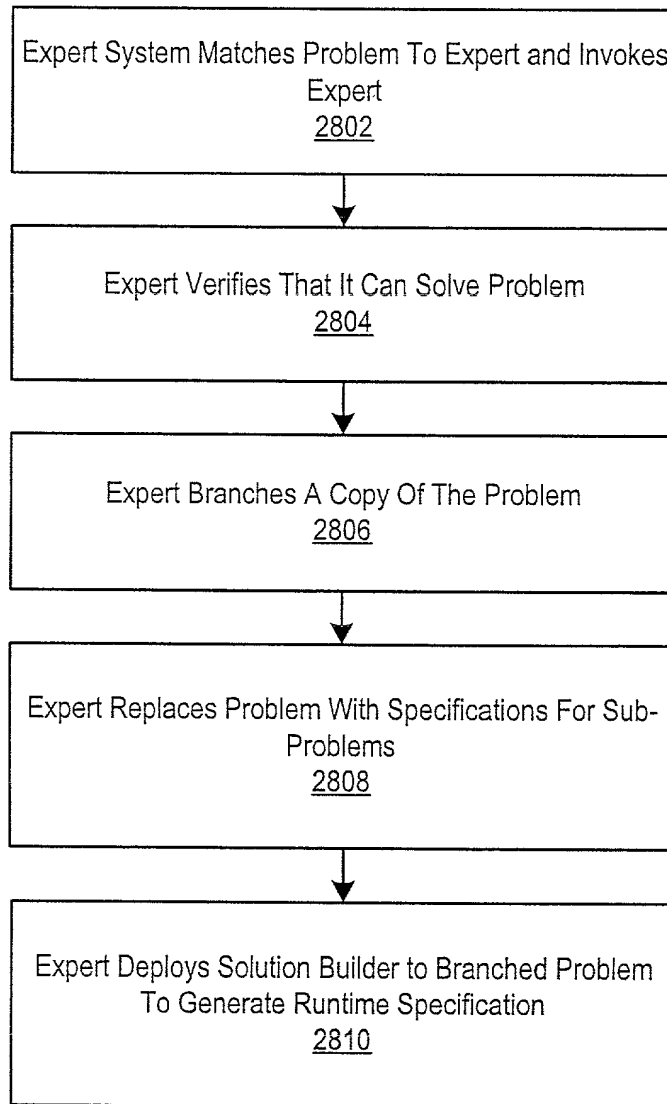 Expert System Matches Problem To Expert and Invokes
Expert
2802
Expert Verifies That It Can Solve Problem
2804
Expert Branches A Copy Of The Problem
2806
Expert Replaces Problem With Specifications For Sub-
Problems
2808
Expert Deploys Solution Builder to Branched Problem
To Generate Runtime Specification
2810